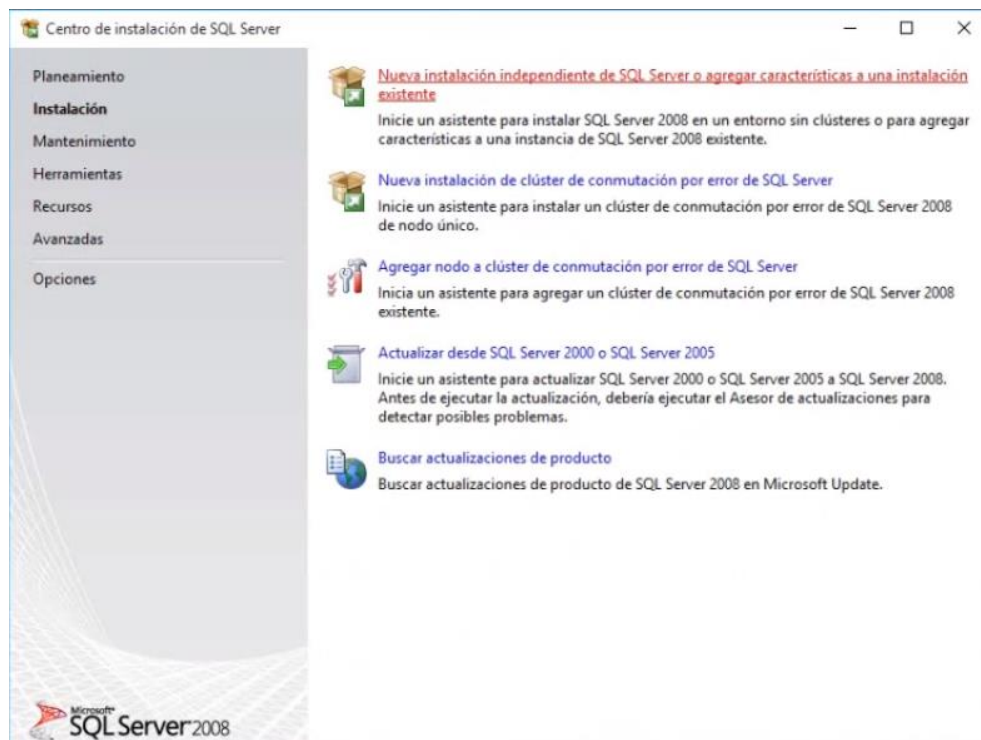 Centro de instalación de SQL Server
Planeamiento
Instalación
Mantenimiento
Herramientas
Recursos
Avanzadas
Opciones
Nueva instalación independiente de SQL Server o agregar características a una instalación
existente
Inicie un asistente para instalar SQL Server 2008 en un entorno sin clústeres o para agregar
características a una instancia de SQL Server 2008 existente.
Nueva instalación de clúster de conmutación por error de SQL Server
Inicie un asistente para instalar un clúster de conmutación por error de SQL Server 2008
de nodo único.
Agregar nodo a clúster de conmutación por error de SQL Server
Inicia un asistente para agregar un clúster de conmutación por error de SQL Server 2008
existente.
Actualizar desde SQL Server 2000 o SQL Server 2005
Inicie un asistente para actualizar SQL Server 2000 o SQL Server 2005 a SQL Server 2008.
Antes de ejecutar la actualización, debería ejecutar el Asesor de actualizaciones para
detectar posibles problemas.
Buscar actualizaciones de producto
Buscar actualizaciones de producto de SQL Server 2008 en Microsoft Update.
Microsoft
SQL Server 2008